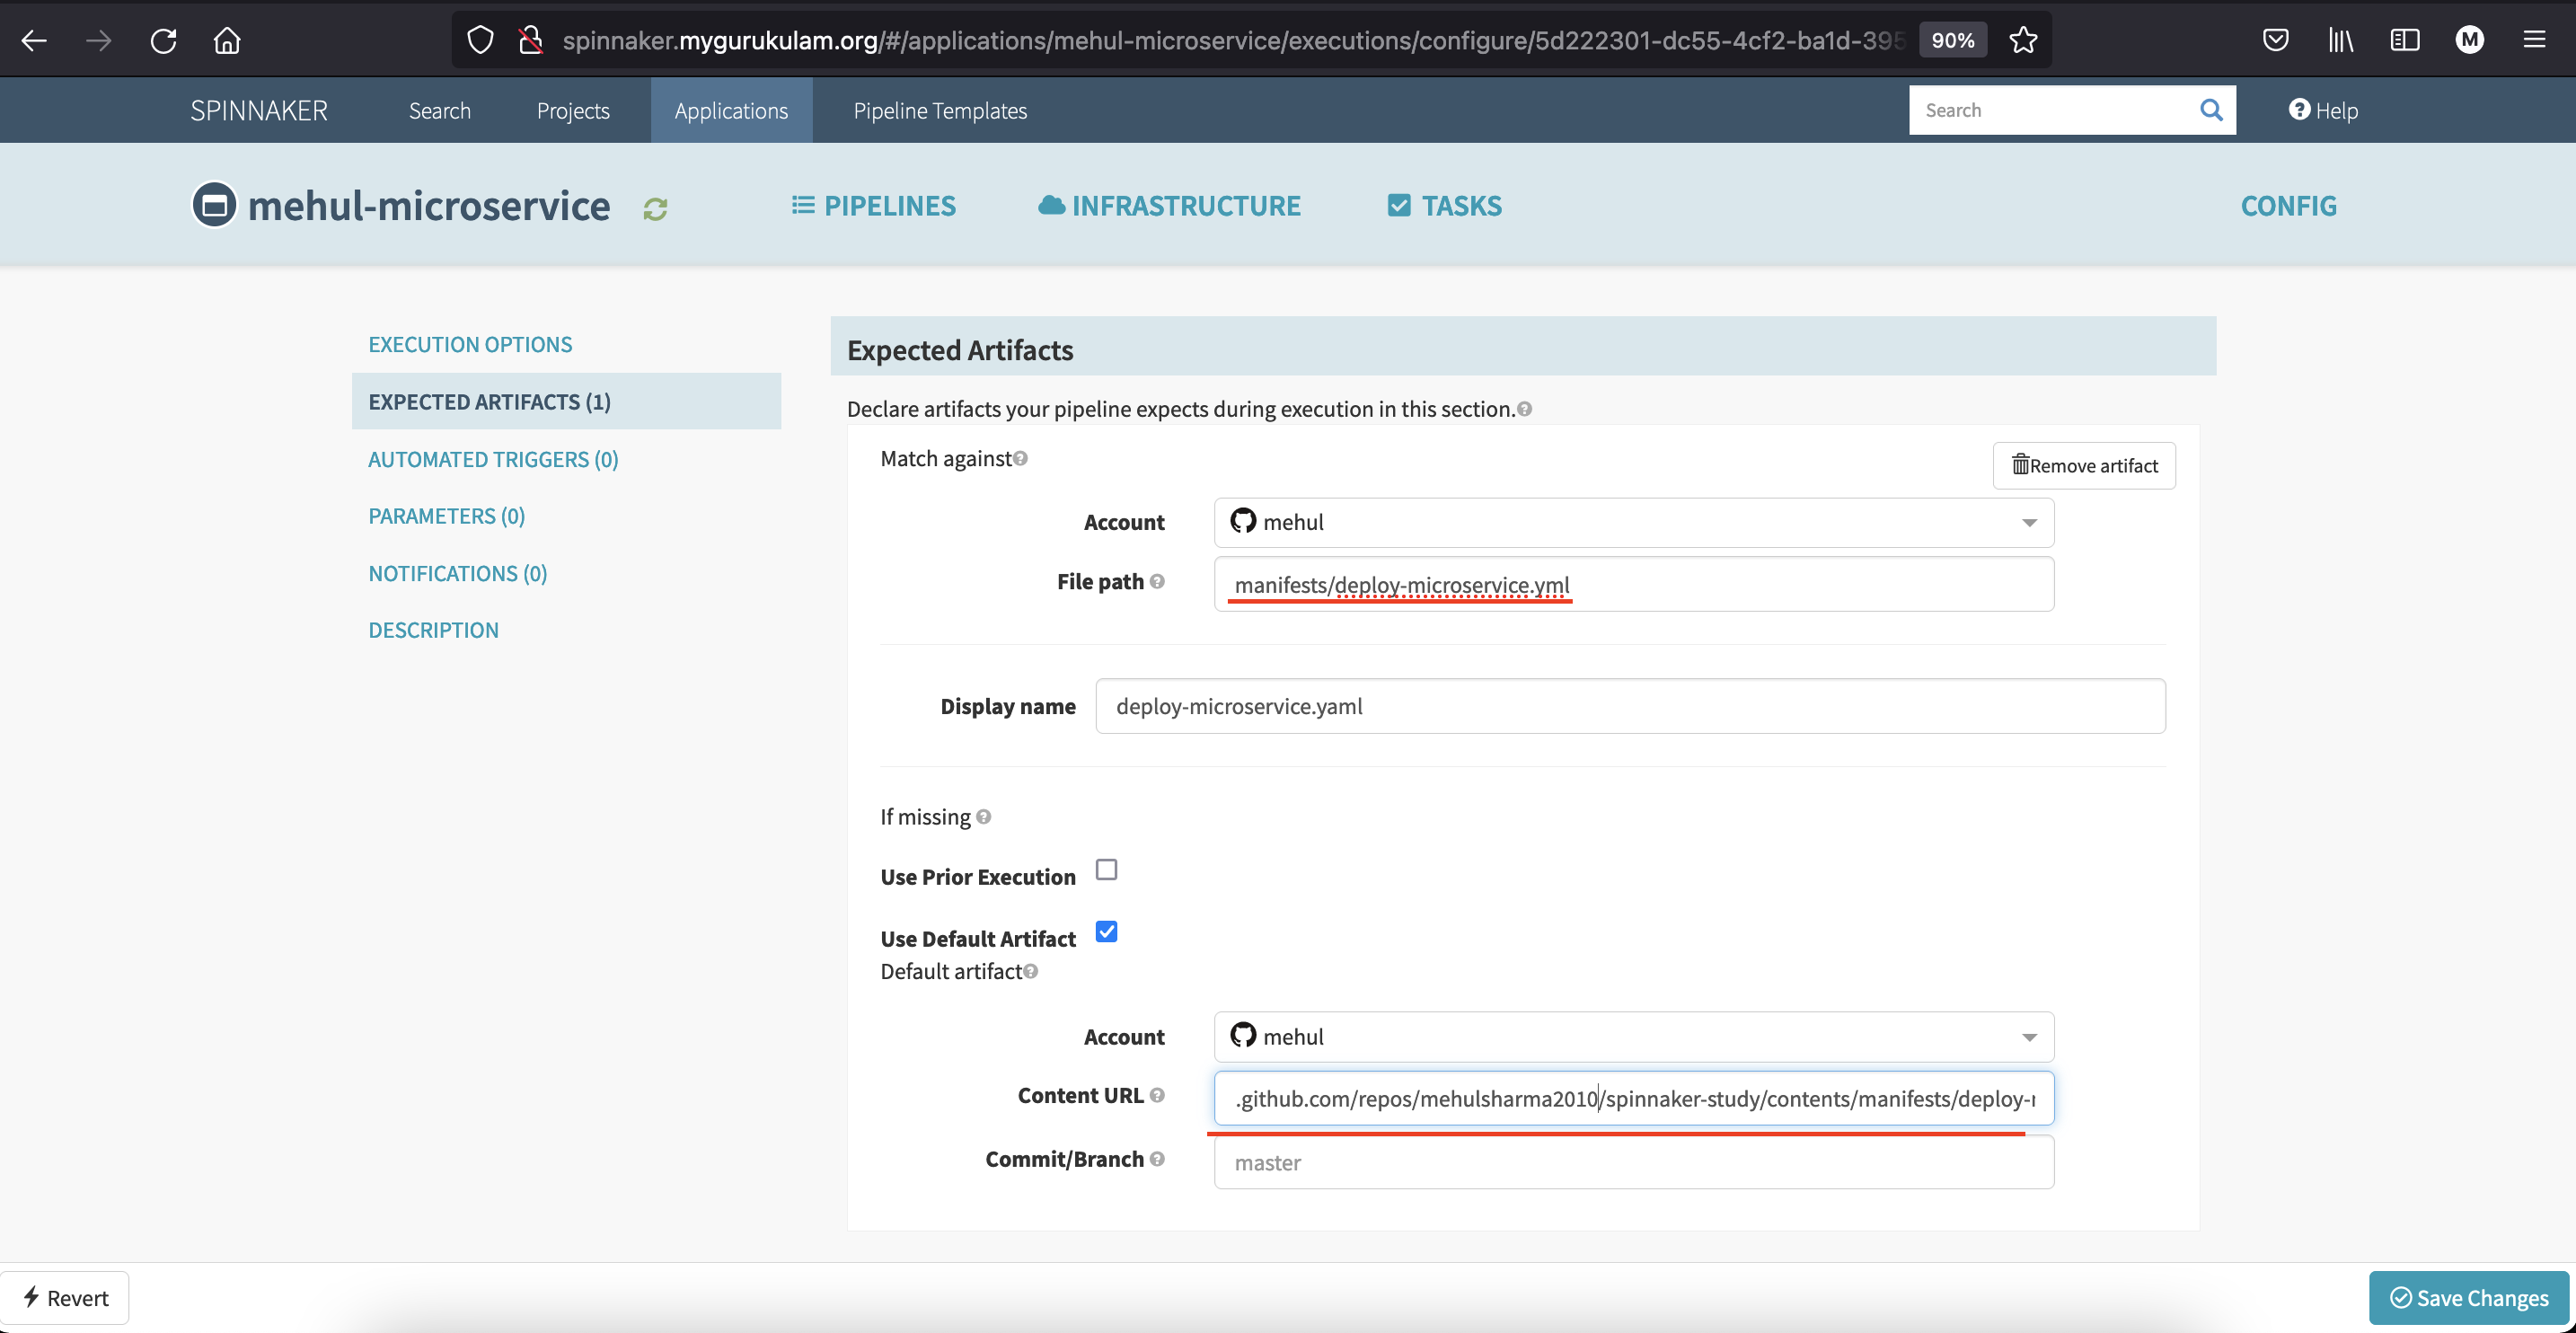 spinnaker.mygurukulam.org/#/applications/mehul-microservice/executions/configure/5d222301-dc55-4cf2-ba1d-395
90%
M
SPINNAKER
Search
Projects
Applications
Pipeline Templates
Search
Help
mehul-microservice
PIPELINES
INFRASTRUCTURE
TASKS
CONFIG
EXECUTION OPTIONS
EXPECTED ARTIFACTS (1)
AUTOMATED TRIGGERS (0)
PARAMETERS (0)
NOTIFICATIONS (0)
DESCRIPTION
Expected Artifacts
Declare artifacts your pipeline expects during execution in this section.
Match against
Remove artifact
Account
mehul
File path
manifests/deploy-microservice.yml
Display name
deploy-microservice.yaml
If missing
Use Prior Execution
Use Default Artifact
Default artifact
Account
mehul
Content URL
.github.com/repos/mehulsharma2010/spinnaker-study/contents/manifests/deploy-
Commit/Branch
master
Revert
Save Changes